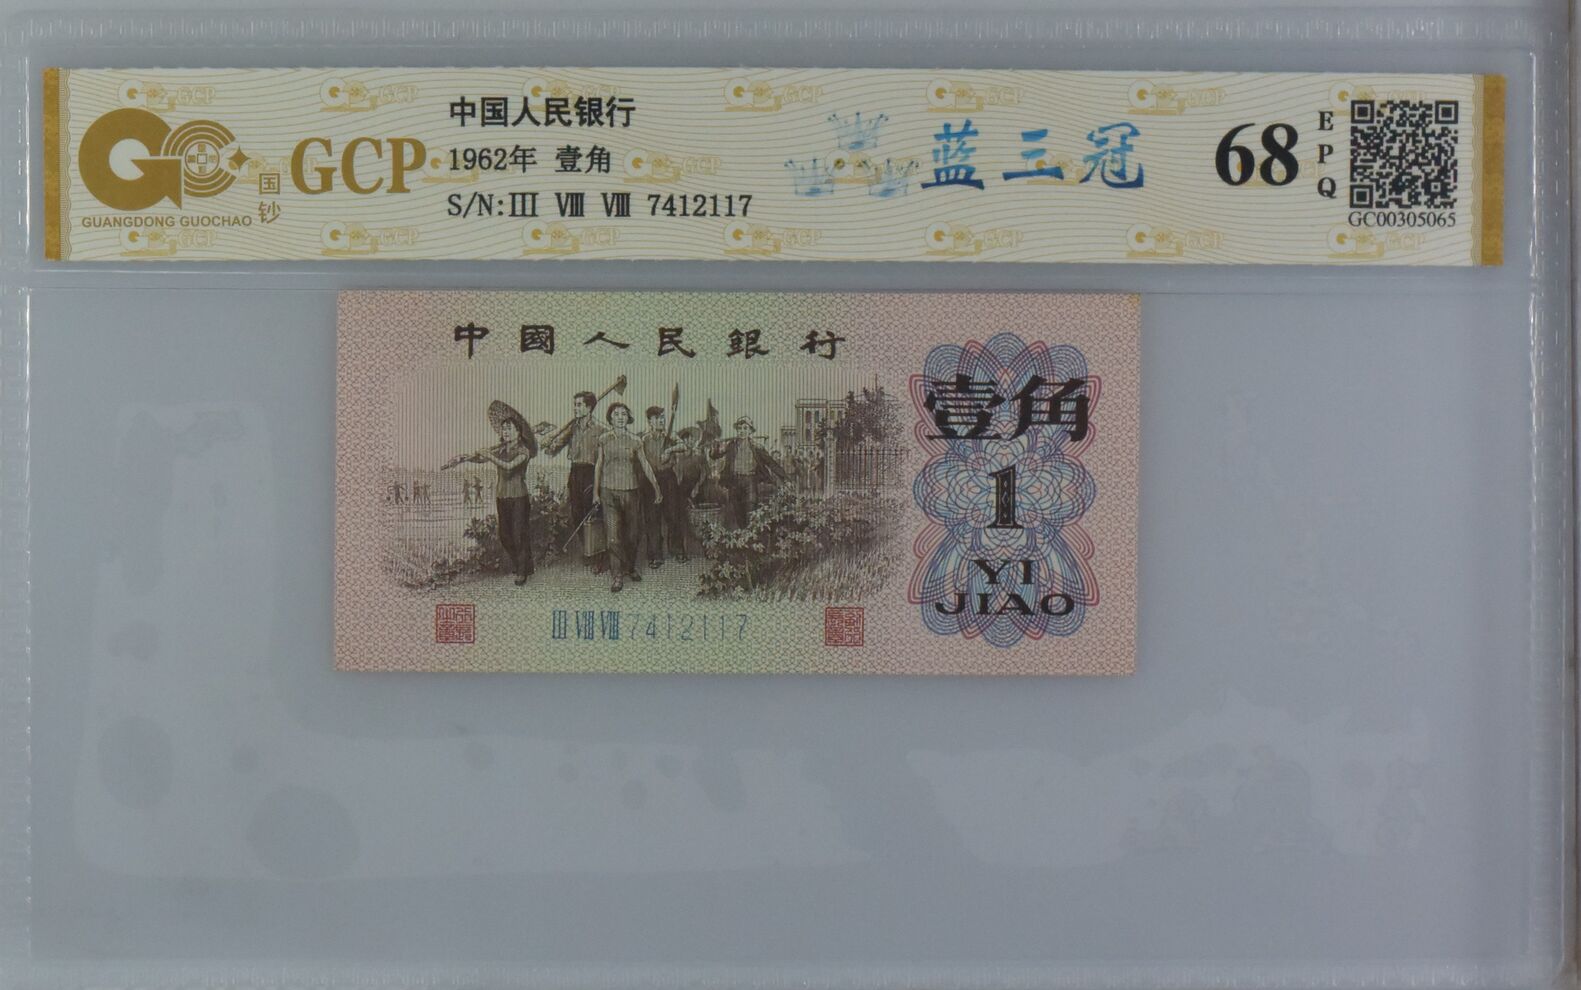 GUANGDONG GUOCHAO
国钞
GCP
中国人民银行
1962年 壹角
S/N:Ⅲ Ⅷ Ⅷ 7412117
蓝三冠
68
EPQ
GC00305065
中國人民銀行
壹角
1
YI
JIAO
Ⅲ Ⅷ Ⅷ 7412117